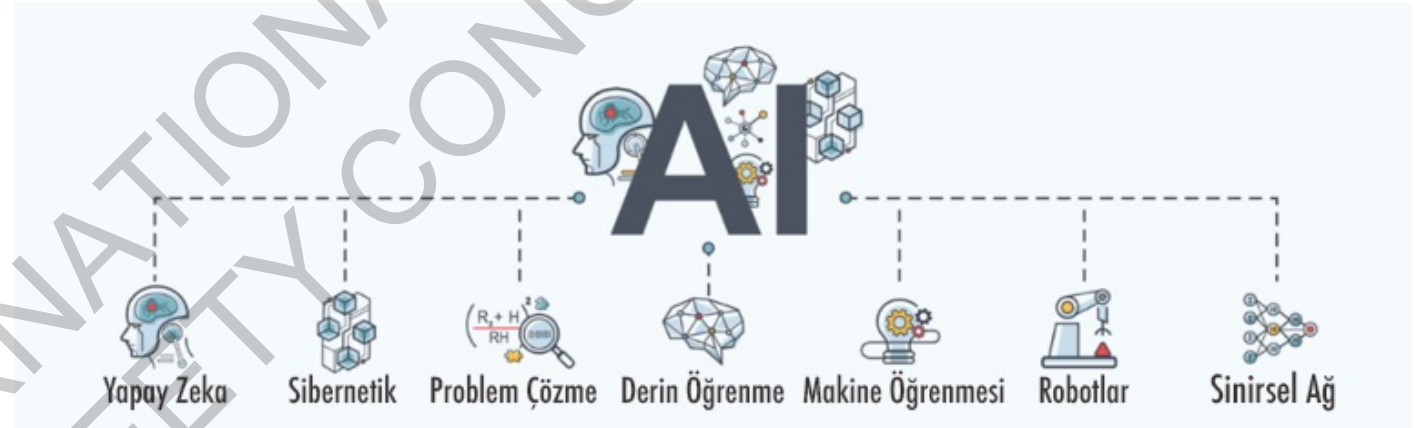 AI
Yapay Zeka
Sibernetik
Problem Çözme
Derin Öğrenme
Makine Öğrenmesi
Robotlar
Sinirsel Ağ